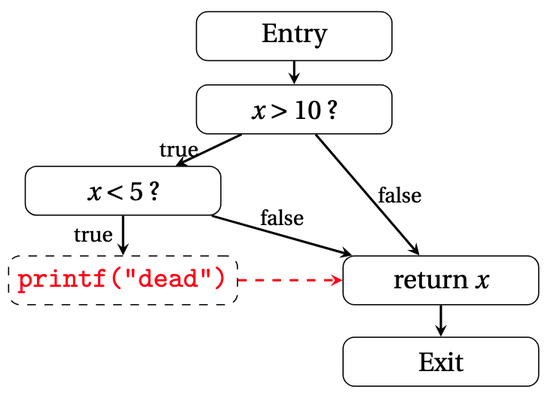 Entry
x > 10 ?
true
x < 5 ?
false
false
true
printf("dead")
return x
Exit